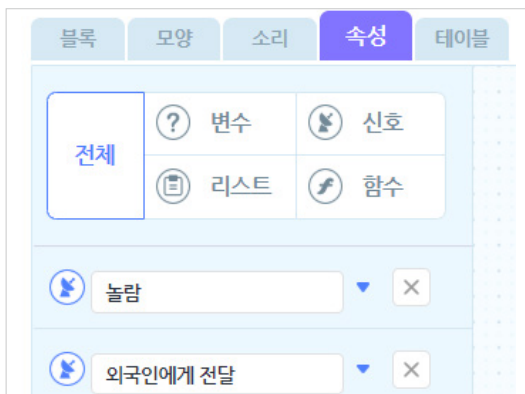 블록 모양 소리 속성 테이블
전체
? 변수 신호
리스트 f 함수
놀람
외국인에게 전달